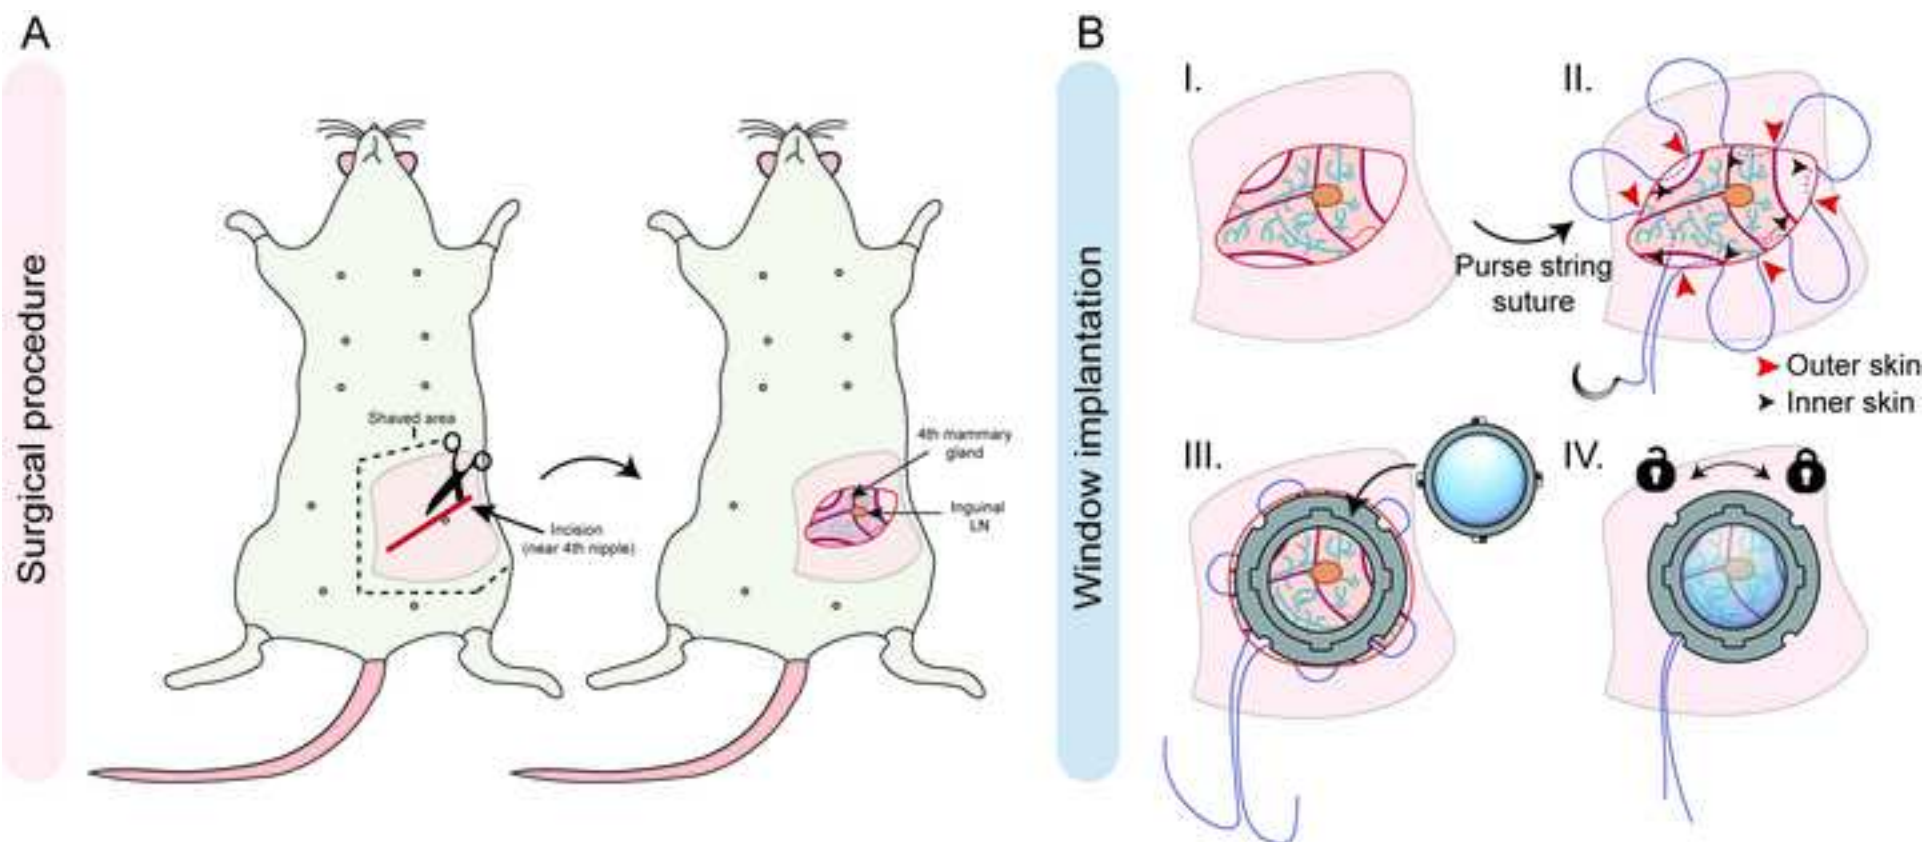 A
Surgical procedure
Shaved area
Incision
(near 4th nipple)
4th mammary
gland
Inguinal
LN
B
Window implantation
I.
Purse string
suture
II.
Outer skin
Inner skin
III.
IV.